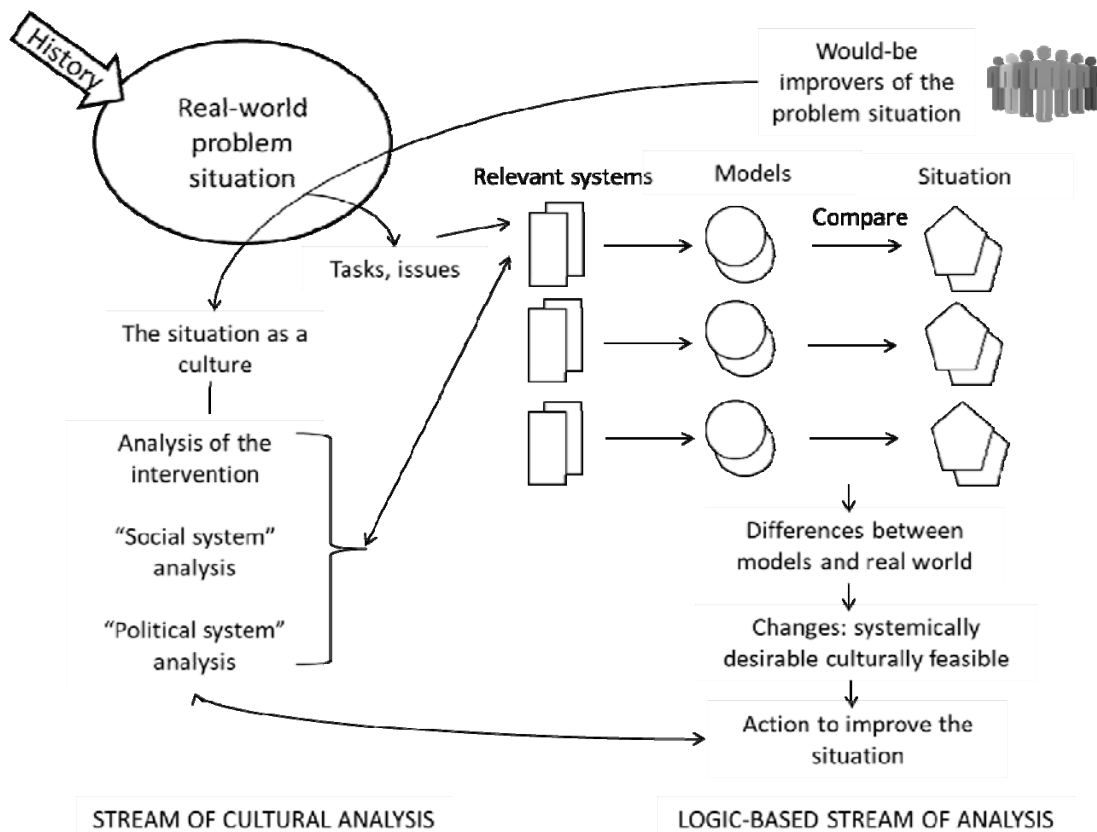 History
Real-world
problem
situation
Would-be
improvers of the
problem situation
Relevant systems
Models
Situation
Compare
Tasks, issues
The situation as a
culture
Analysis of the
intervention
“Social system”
analysis
“Political system”
analysis
Differences between
models and real world
Changes: systemically
desirable culturally feasible
Action to improve the
situation
STREAM OF CULTURAL ANALYSIS
LOGIC-BASED STREAM OF ANALYSIS